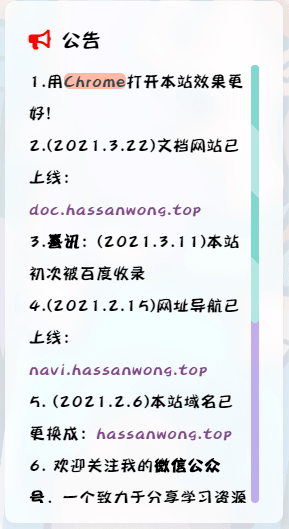 公告
1.用Chrome打开本站效果更
好!
2.(2021.3.22)文档网站已
上线：
doc.hassanwong.top
3.喜讯：(2021.3.11)本站
初次被百度收录
4.(2021.2.15)网址导航已
上线：
navi.hassanwong.top
5. (2021.2.6)本站域名已
更换成：hassanwong.top
6. 欢迎关注我的微信公众
号，一个致力于分享学习资源